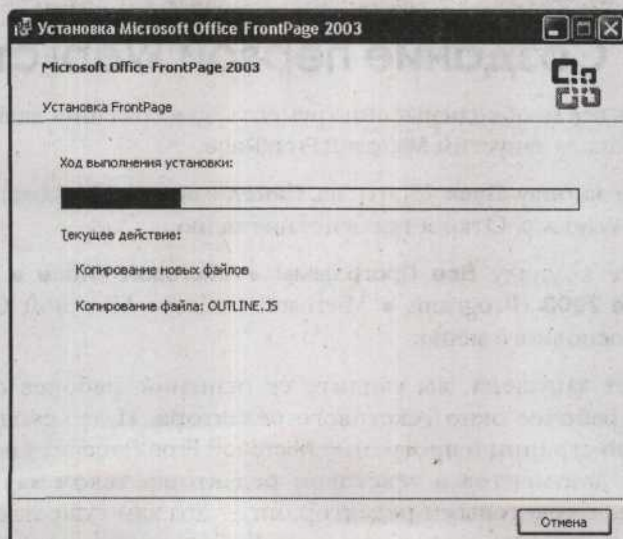 Установка Microsoft Office FrontPage 2003
Microsoft Office FrontPage 2003
Установка FrontPage
Ход выполнения установки:
Текущее действие:
Копирование новых файлов
Копирование файла: OUTLINE.JS
Отмена